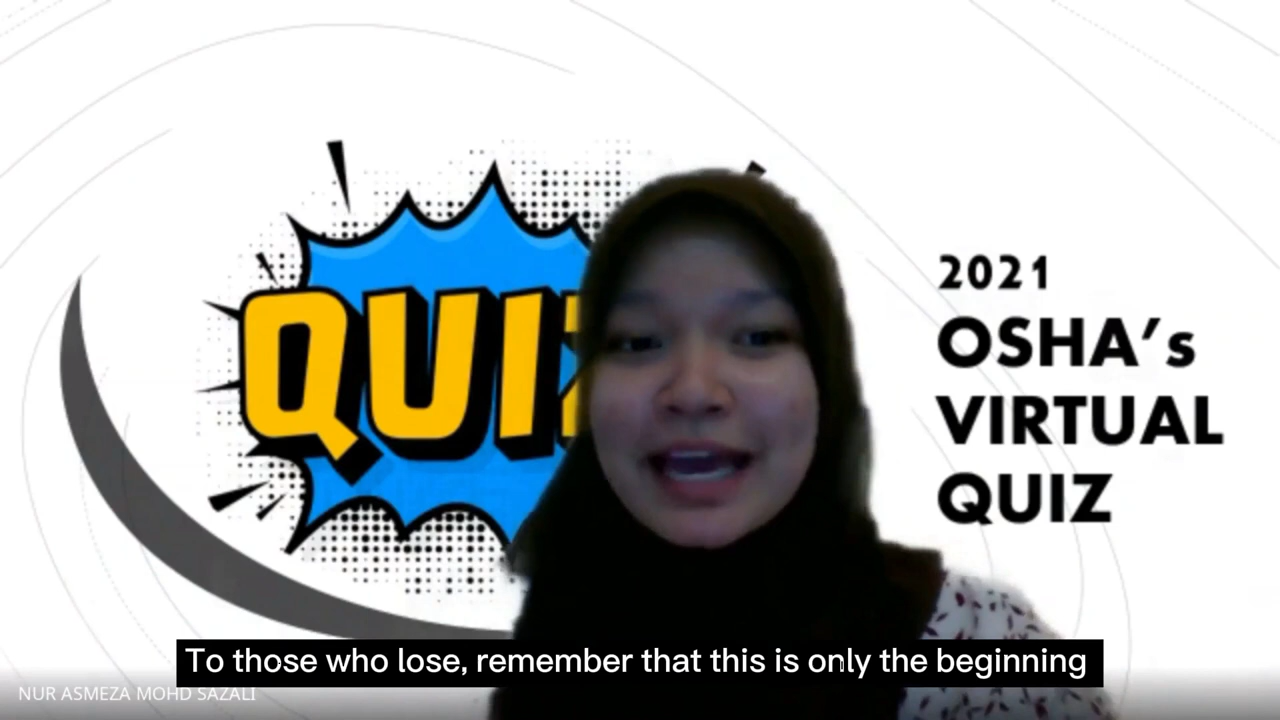 QUIZ
2021
OSHA's
VIRTUAL
QUIZ
To those who lose, remember that this is only the beginning
NUR ASMEZA MOHD SAZALI